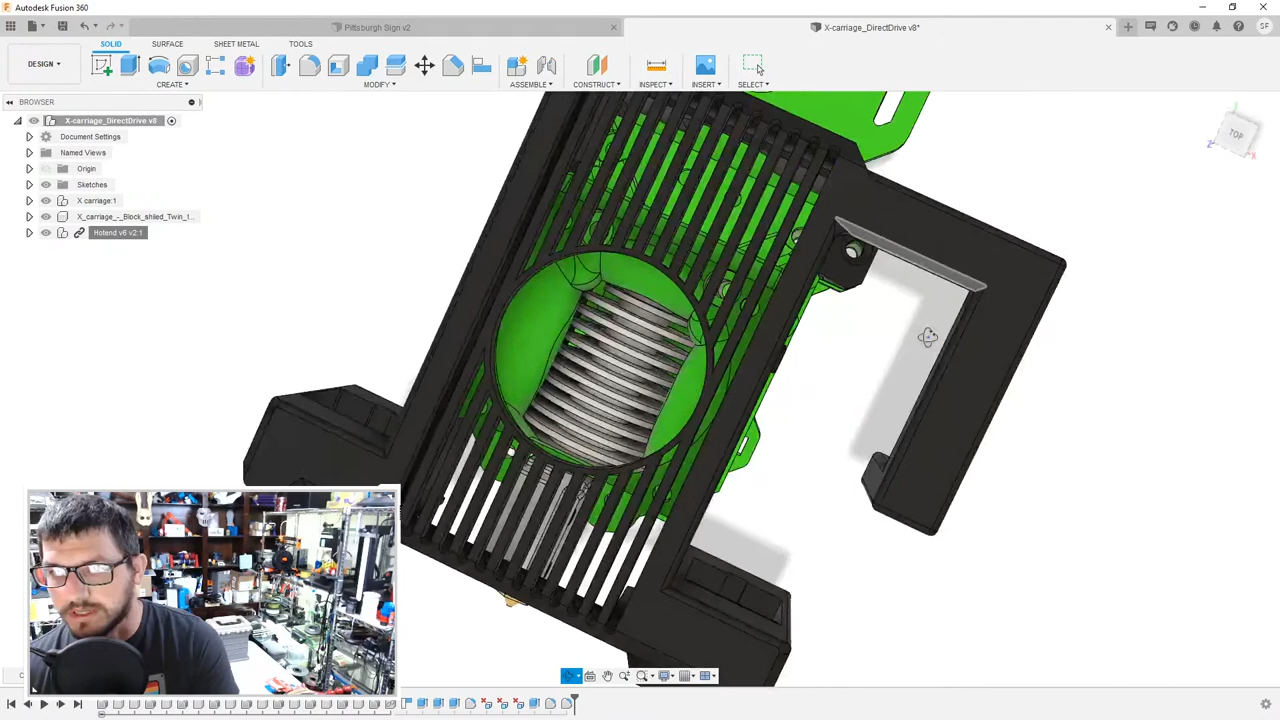 Autodesk Fusion 360
Pittsburgh Sign v2
X-carriage_DirectDrive v8*
SF
SOLID
SURFACE
SHEET METAL
TOOLS
DESIGN
CREATE
MODIFY
ASSEMBLE
CONSTRUCT
INSPECT
INSERT
SELECT
BROWSER
X-carriage_DirectDrive v8
Document Settings
Named Views
Origin
Sketches
X carriage:1
X_carriage_-_Block_shiled_Twin_t...
Hotend v6 v2:1
TOP
Z
X